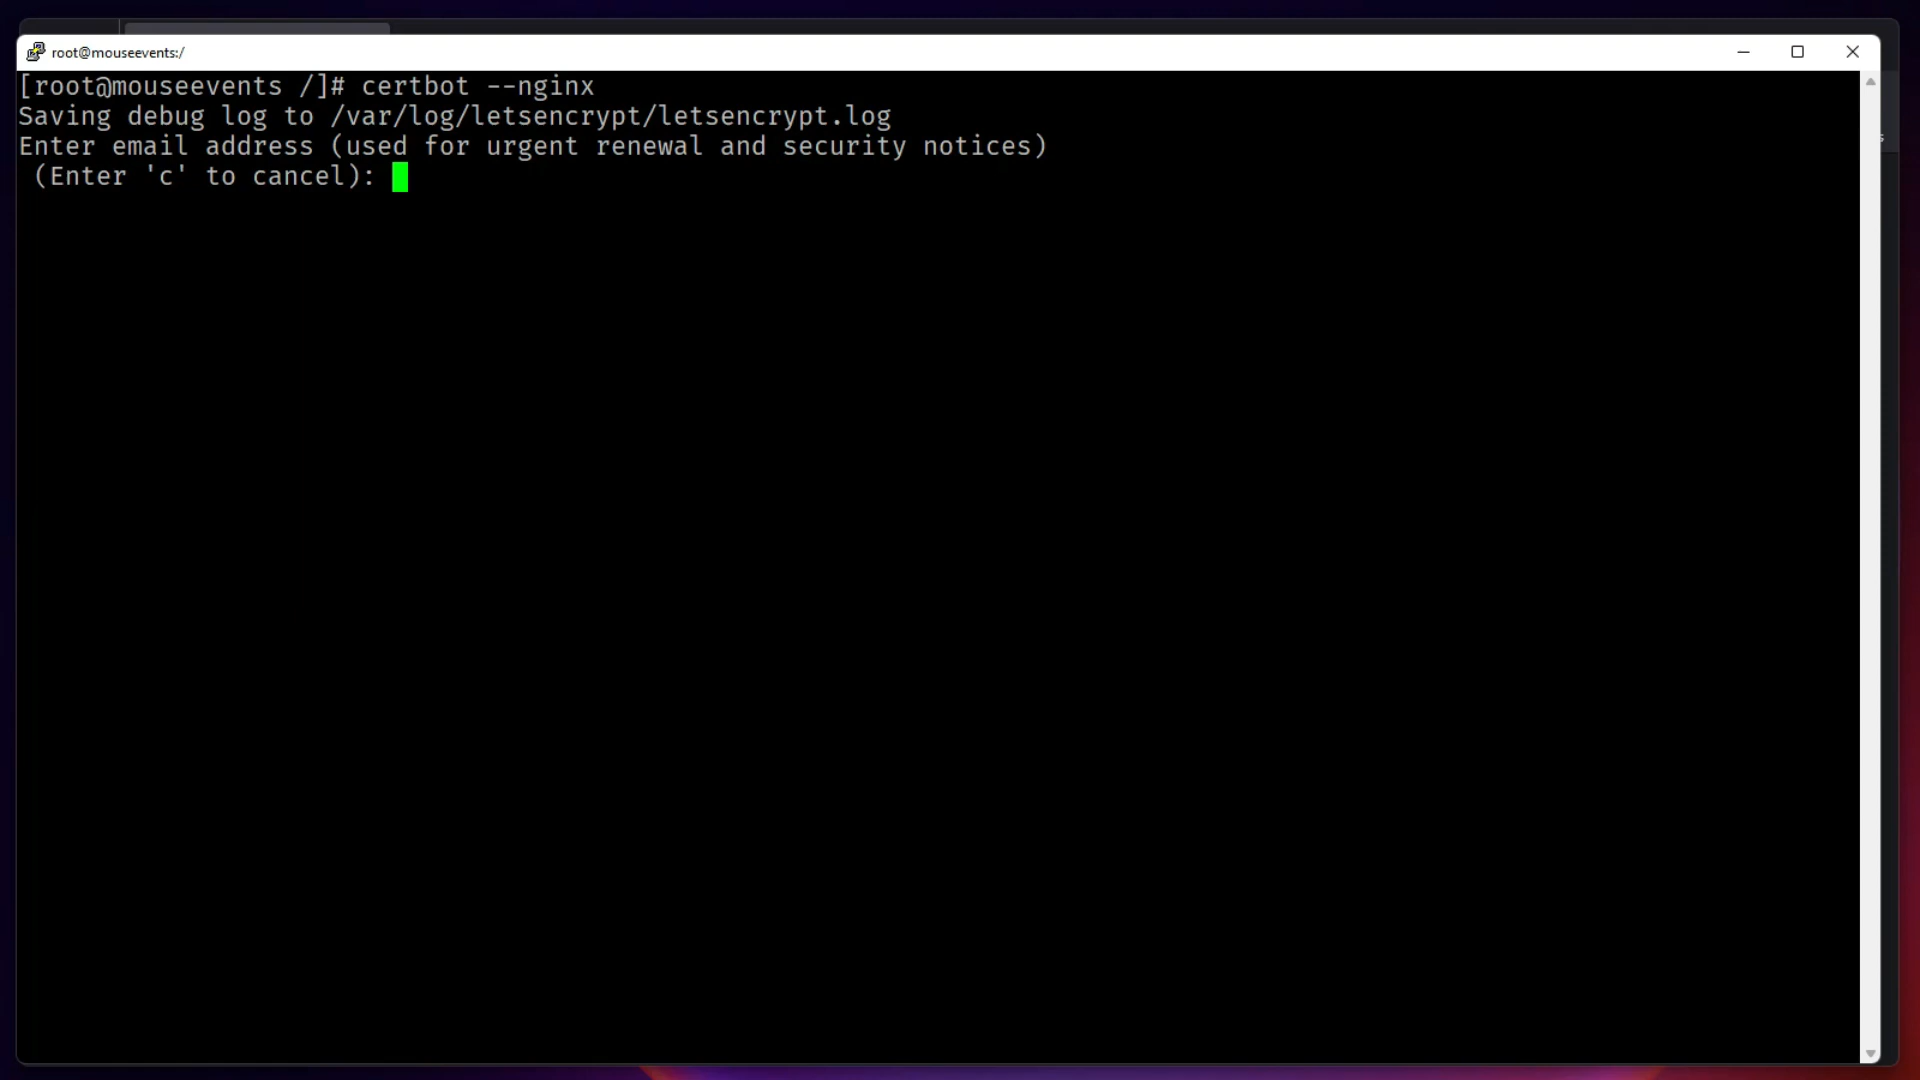 root@mouseevents:/
[root@mouseevents /]# certbot --nginx
Saving debug log to /var/log/letsencrypt/letsencrypt.log
Enter email address (used for urgent renewal and security notices)
 (Enter 'c' to cancel):